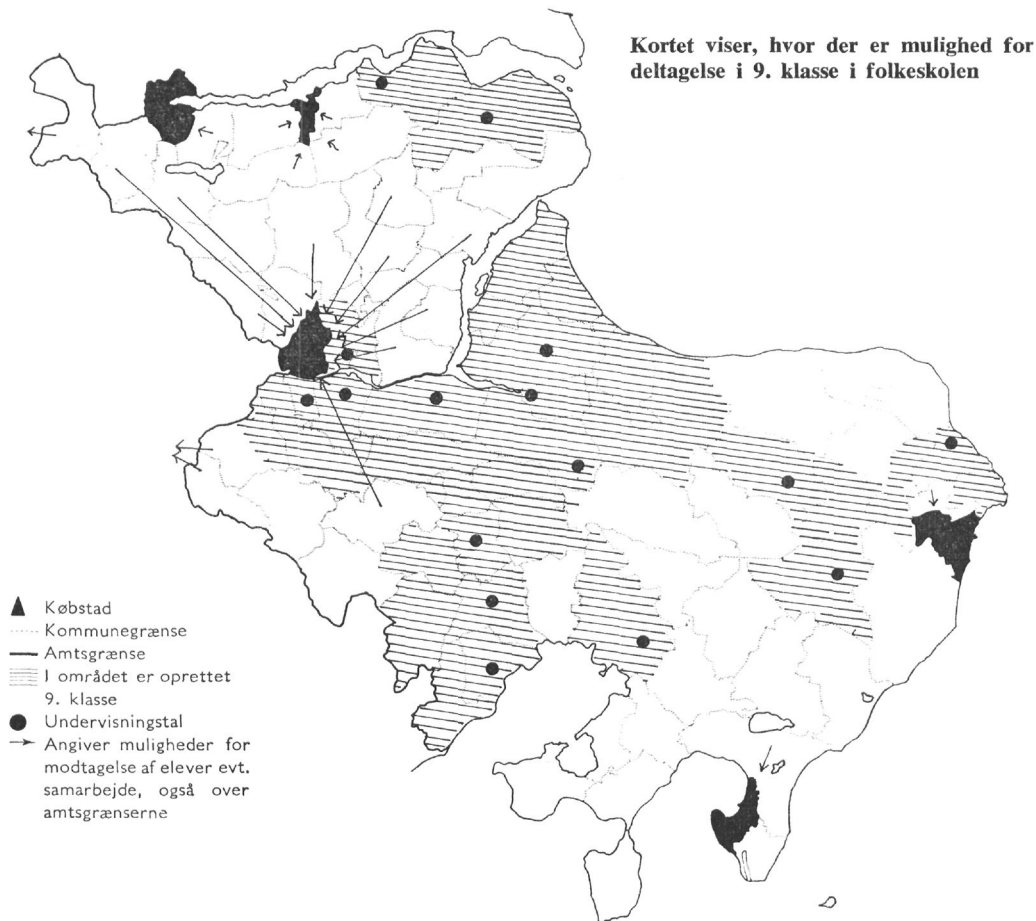 Kortet viser, hvor der er mulighed for
deltagelse i 9. klasse i folkeskolen
Købstad
Kommunegrænse
Amtsgrænse
I området er oprettet
9. klasse
Undervisningstal
Angiver muligheder for
modtagelse af elever evt.
samarbejde, også over
amtsgrænserne